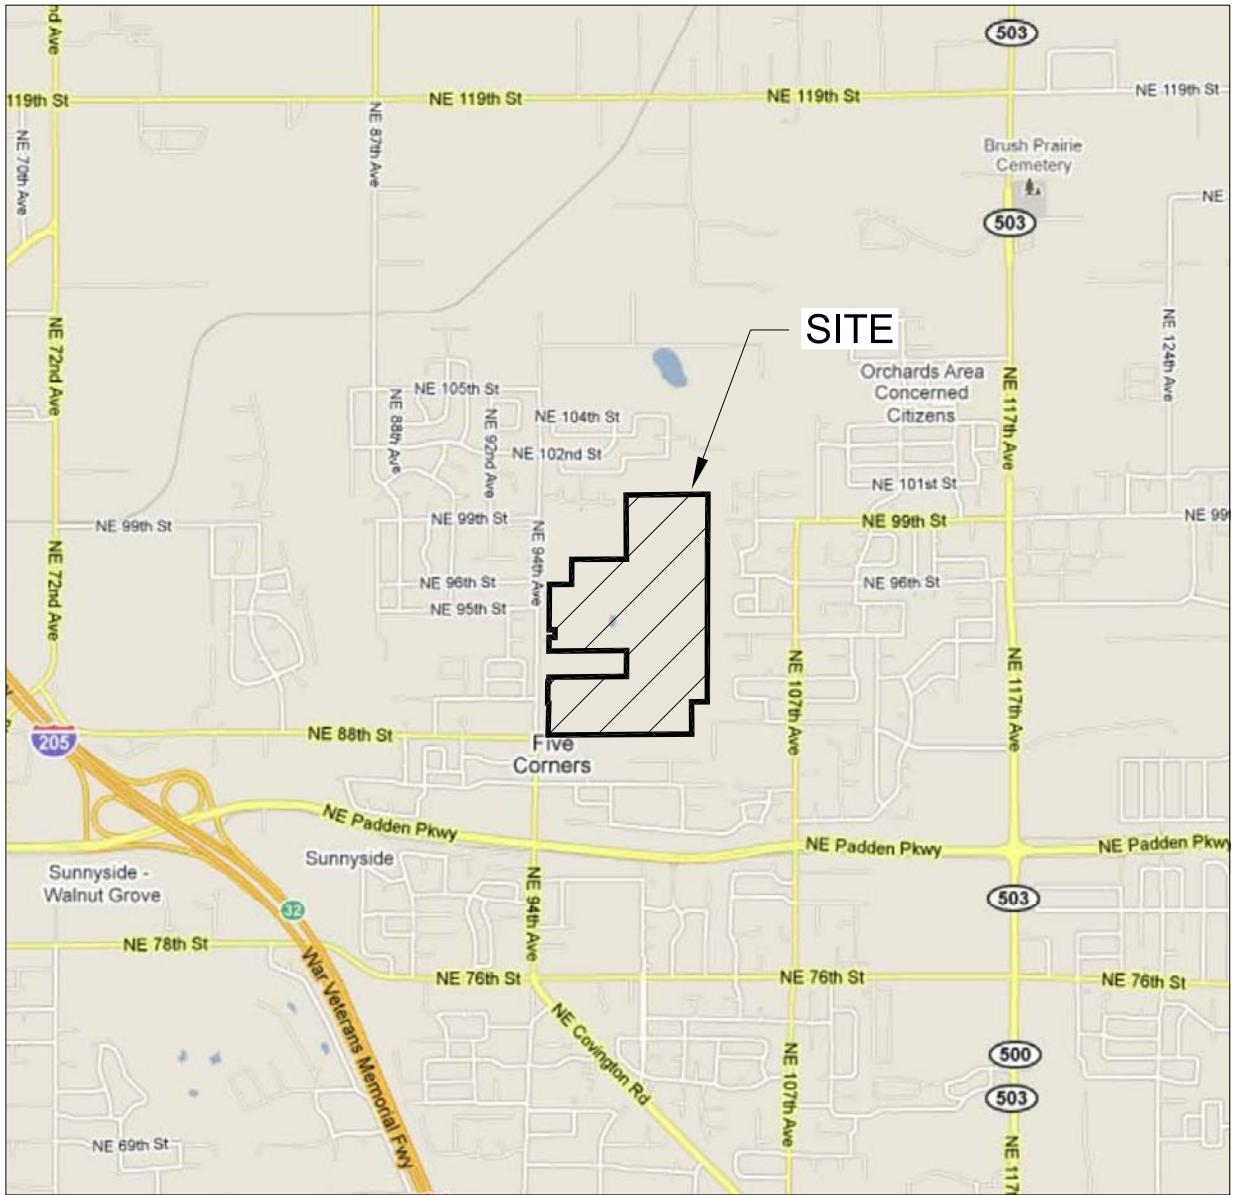 nd Ave
503
119th St
NE 119th St
NE 119th St
NE 119th St
NE 70th Ave
NE 87th Ave
Brush Prairie
Cemetery
NE
503
SITE
NE 72nd Ave
NE 124th Ave
Orchards Area
Concerned
Citizens
NE 117th Ave
NE 105th St
NE 88th Ave
NE 92nd Ave
NE 104th St
NE 102nd St
NE 101st St
NE 99th St
NE 99th St
NE 99th St
NE 99
NE 94th Ave
NE 72nd Ave
NE 96th St
NE 96th St
NE 95th St
NE 107th Ave
NE 117th Ave
205
NE 88th St
Five
Corners
NE Padden Pkwy
NE Padden Pkwy
NE Padden Pkwy
Sunnyside
Sunnyside -
Walnut Grove
NE 94th Ave
503
32
NE 78th St
War Veterans Memorial Fwy
NE 76th St
NE 76th St
NE 76th St
NE Covington Rd
NE 107th Ave
500
503
NE 69th St
NE 117